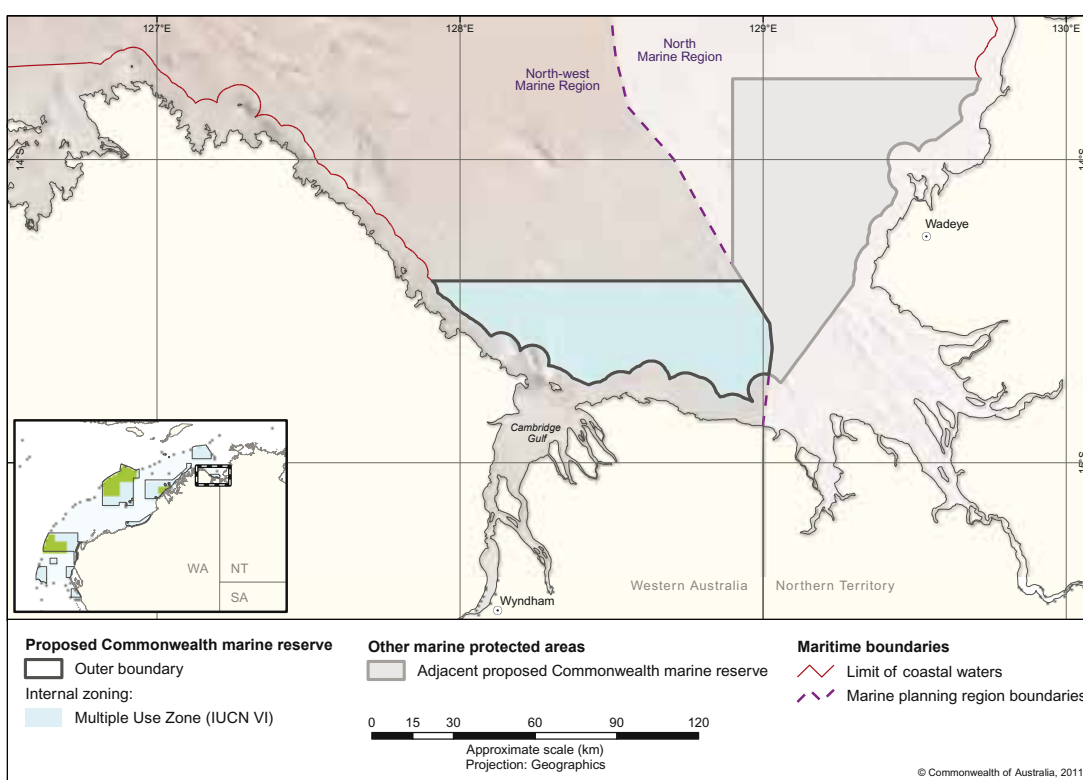 127°E
128°E
129°E
130°E
North
Marine Region
North-west
Marine Region
14°S
14°S
Wadeye
Cambridge
Gulf
15°S
WA
NT
SA
Western Australia
Northern Territory
Wyndham
Proposed Commonwealth marine reserve
Outer boundary
Internal zoning:
Multiple Use Zone (IUCN VI)
Other marine protected areas
Adjacent proposed Commonwealth marine reserve
0 15 30 60 90 120
Approximate scale (km)
Projection: Geographics
Maritime boundaries
Limit of coastal waters
Marine planning region boundaries
© Commonwealth of Australia, 2011